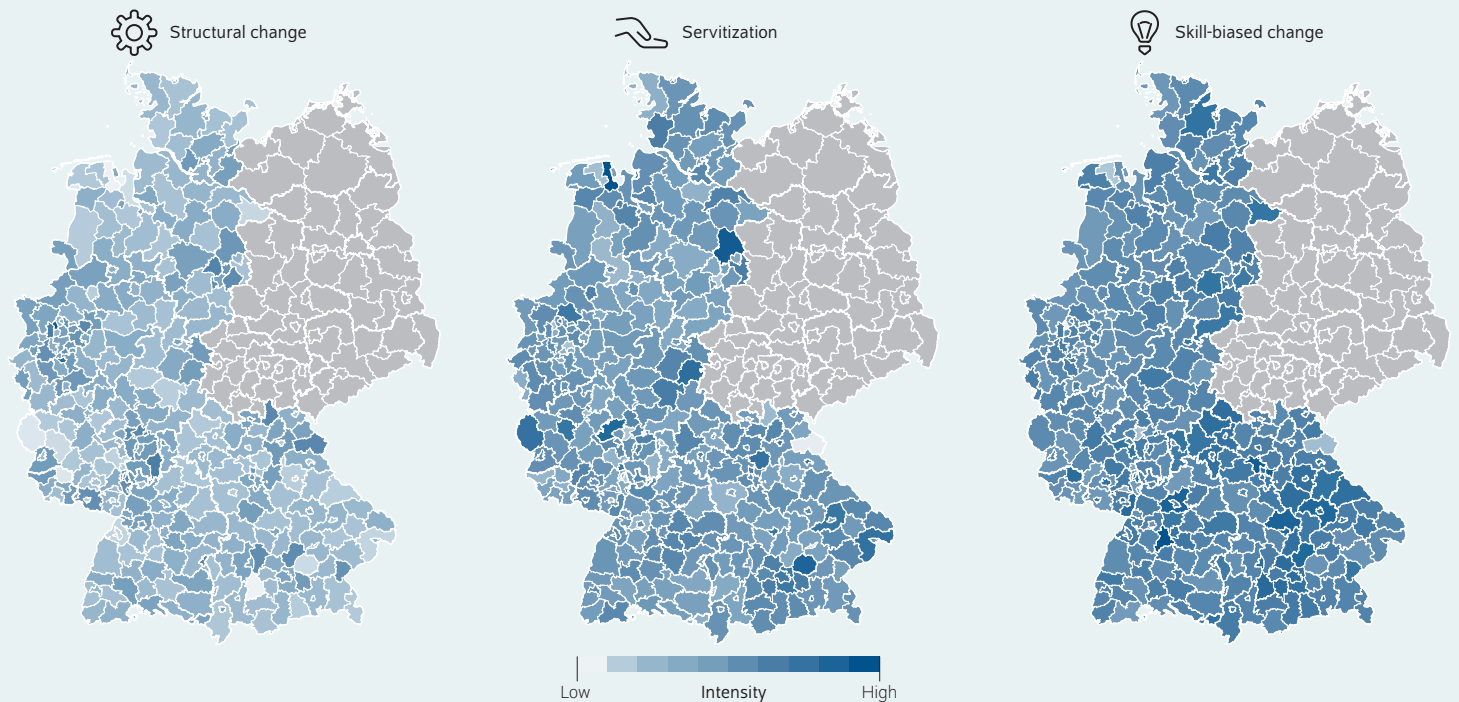 Structural change
Servitization
Skill-biased change
Low
Intensity
High